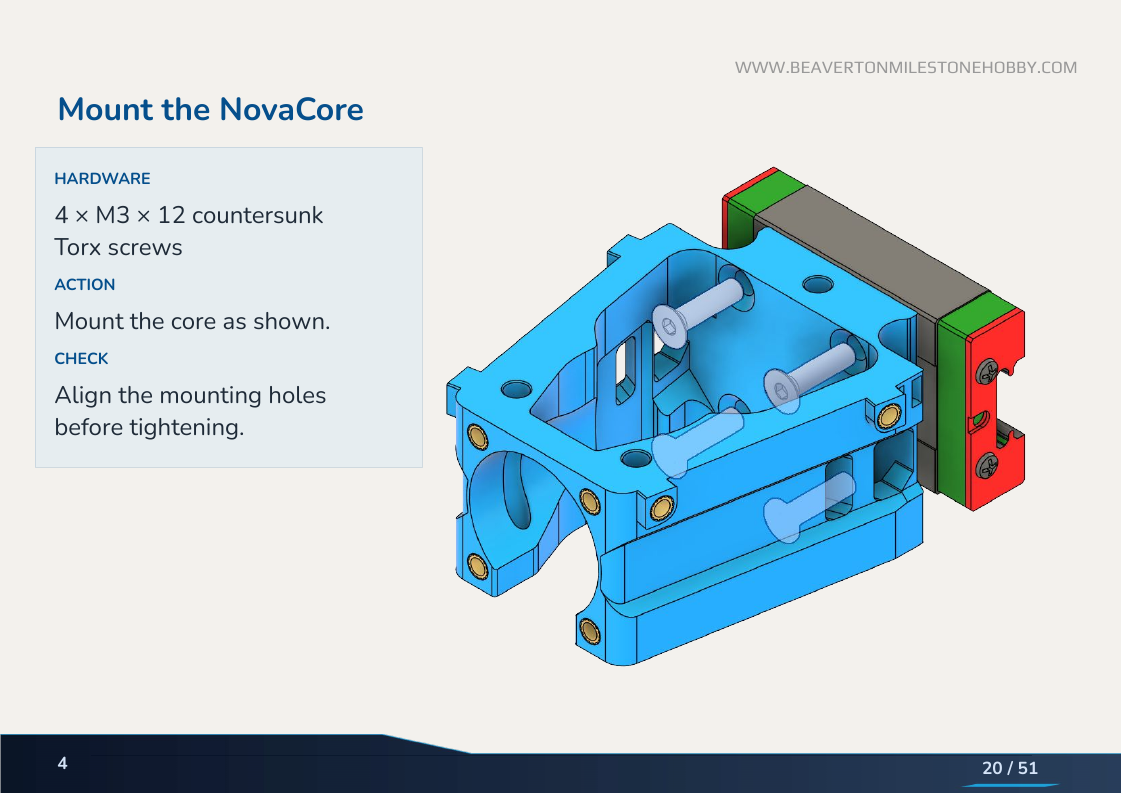 WWW.BEAVERTONMILESTONEHOBBY.COM
Mount the NovaCore
HARDWARE
4 × M3 × 12 countersunk
Torx screws
ACTION
Mount the core as shown.
CHECK
Align the mounting holes
before tightening.
4
20 / 51